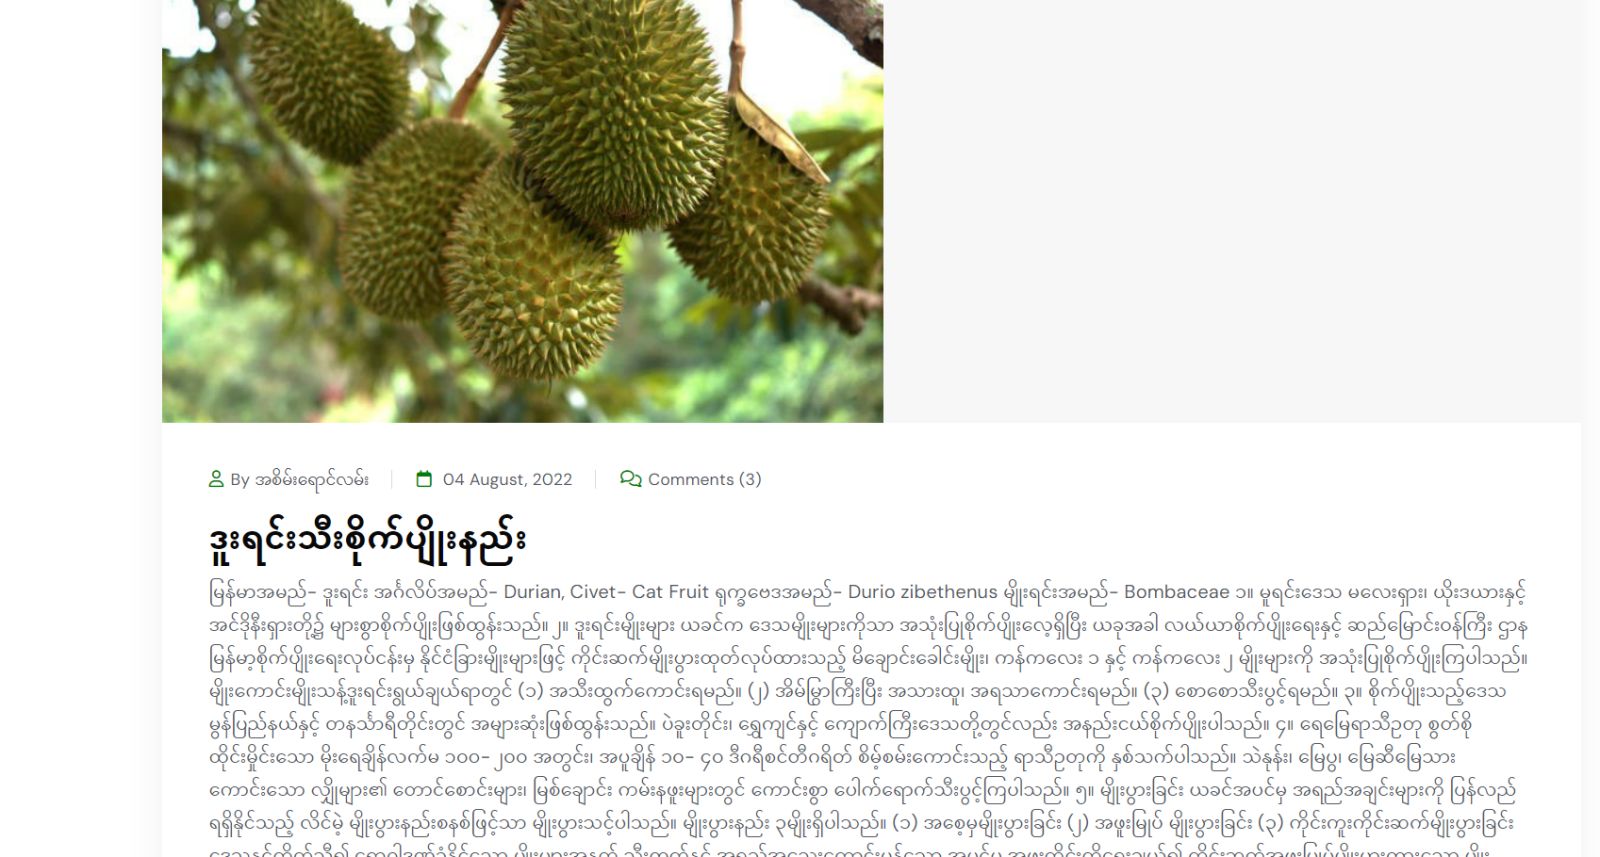 By အစိမ်းရောင်လမ်း
04 August, 2022
Comments (3)
ဒူးရင်းသီးစိုက်ပျိုးနည်း
မြန်မာအမည်- ဒူးရင်း အင်္ဂလိပ်အမည်- Durian, Civet- Cat Fruit ရုက္ခဗေဒအမည်- Durio zibethenus မျိုးရင်းအမည်- Bombaceae ၁။ မူရင်းဒေသ မလေးရှား၊ ယိုးဒယားနှင့်
အင်ဒိုနီးရှားတို့၌ များစွာစိုက်ပျိုးဖြစ်ထွန်းသည်။ ၂။ ဒူးရင်းမျိုးများ ယခင်က ဒေသမျိုးများကိုသာ အသုံးပြုစိုက်ပျိုးလေ့ရှိပြီး ယခုအခါ လယ်ယာစိုက်ပျိုးရေးနှင့် ဆည်မြောင်းဝန်ကြီး ဌာန
မြန်မာ့စိုက်ပျိုးရေးလုပ်ငန်းမှ နိုင်ငံခြားမျိုးများဖြင့် ကိုင်းဆက်မျိုးပွားထုတ်လုပ်ထားသည့် မိချောင်းခေါင်းမျိုး၊ ကန်ကလေး ၁ နှင့် ကန်ကလေး ၂ မျိုးများကို အသုံးပြုစိုက်ပျိုးကြပါသည်။
မျိုးကောင်းမျိုးသန့်ဒူးရင်းရွယ်ချယ်ရာတွင် (၁) အသီးထွက်ကောင်းရမည်။ (၂) အိမ်မြွှာကြီးပြီး အသားထူ၊ အရသာကောင်းရမည်။ (၃) စောစောသီးပွင့်ရမည်။ ၃။ စိုက်ပျိုးသည့်ဒေသ
မွန်ပြည်နယ်နှင့် တနင်္သာရီတိုင်းတွင် အများဆုံးဖြစ်ထွန်းသည်။ ပဲခူးတိုင်း၊ ရွှေကျင်နှင့် ကျောက်ကြီးဒေသတို့တွင်လည်း အနည်းငယ်စိုက်ပျိုးပါသည်။ ၄။ ရေမြေရာသီဥတု စွတ်စို
ထိုင်းမှိုင်းသော မိုးရေချိန်လက်မ ၁၀၀- ၂၀၀ အတွင်း၊ အပူချိန် ၁၀- ၄၀ ဒီဂရီစင်တီဂရိတ် စိမ့်စမ်းကောင်းသည့် ရာသီဥတုကို နှစ်သက်ပါသည်။ သဲနုန်း၊ မြေပွ၊ မြေဆီမြေသား
ကောင်းသော လျှိုများ၏ တောင်စောင်းများ၊ မြစ်ချောင်း ကမ်းနဖူးများတွင် ကောင်းစွာ ပေါက်ရောက်သီးပွင့်ကြပါသည်။ ၅။ မျိုးပွားခြင်း ယခင်အပင်မှ အရည်အချင်းများကို ပြန်လည်
ရရှိနိုင်သည့် လိင်မဲ့ မျိုးပွားနည်းစနစ်ဖြင့်သာ မျိုးပွားသင့်ပါသည်။ မျိုးပွားနည်း ၃မျိုးရှိပါသည်။ (၁) အစေ့မှမျိုးပွားခြင်း (၂) အဖူးမြုပ် မျိုးပွားခြင်း (၃) ကိုင်းကူးကိုင်းဆက်မျိုးပွားခြင်း